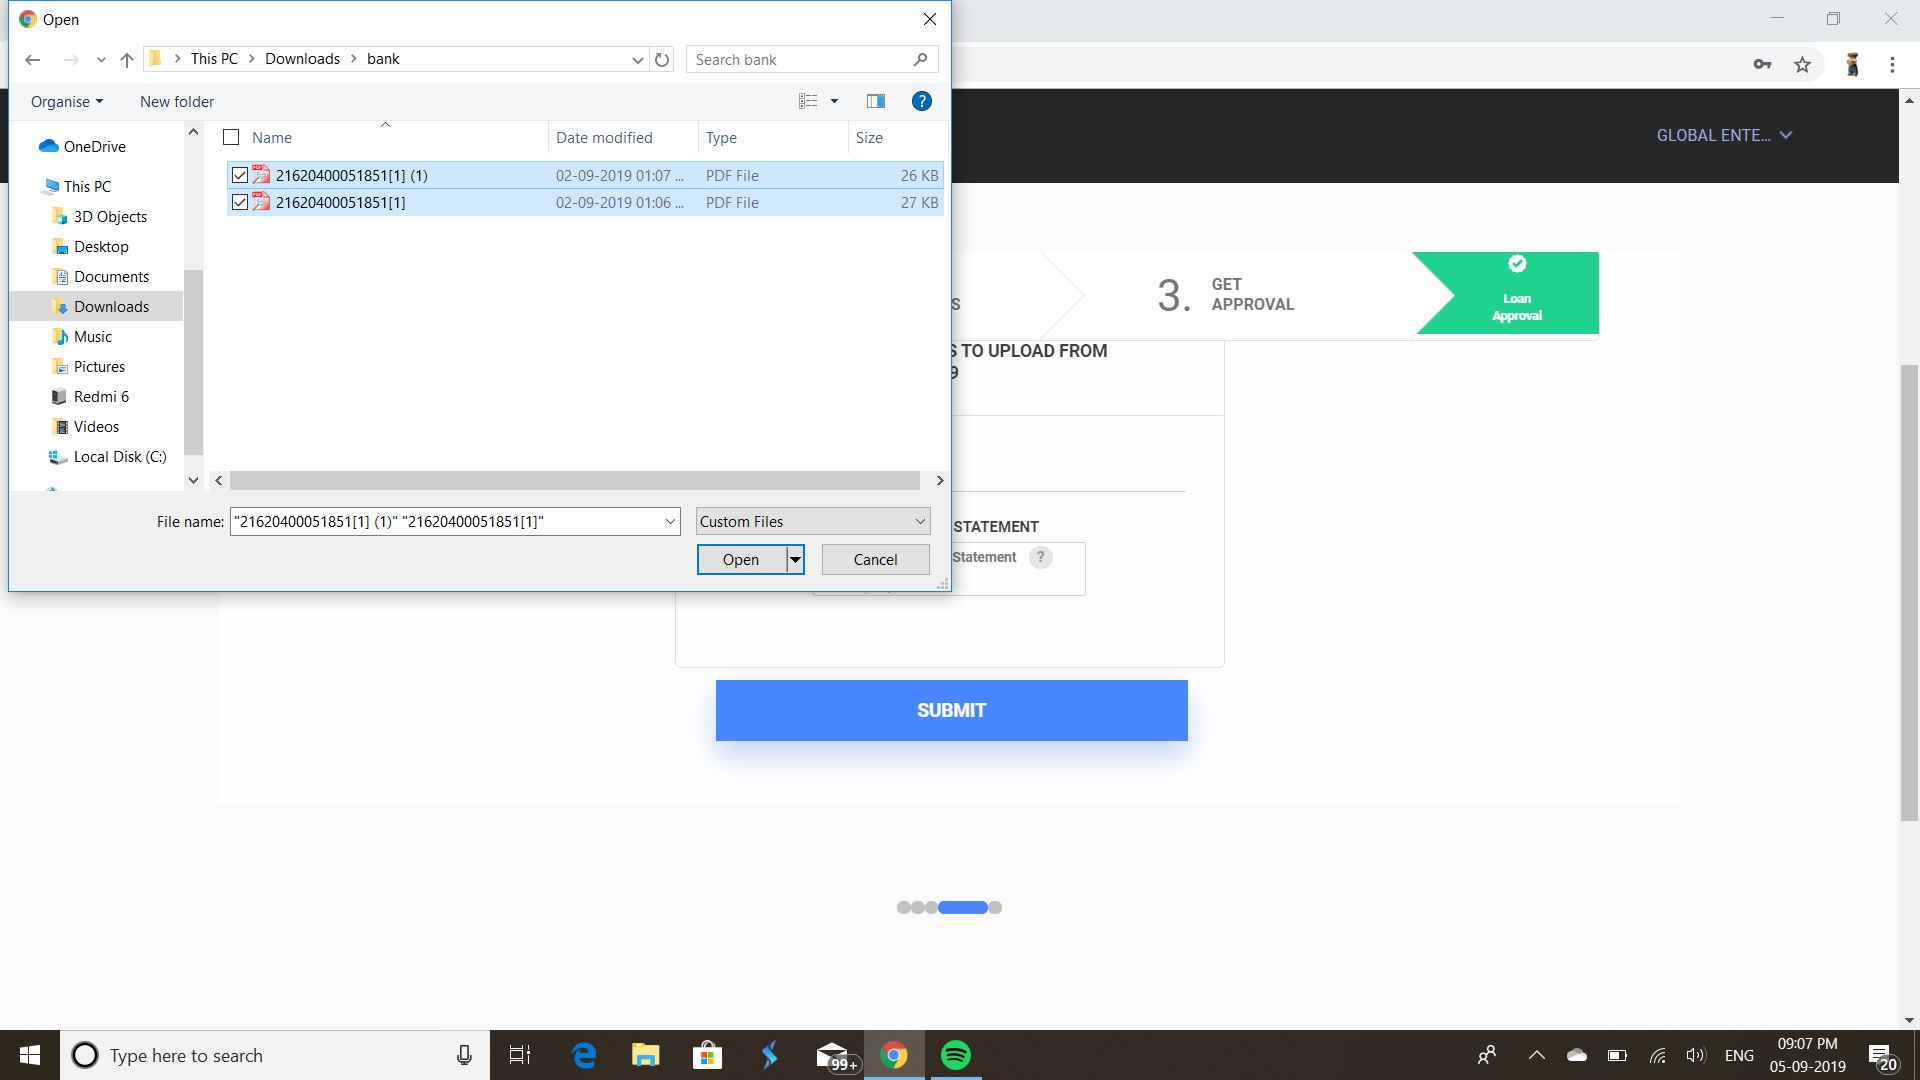 Open
This PC > Downloads > bank
Search bank
Organise
New folder
Name
Date modified
Type
Size
21620400051851[1] (1)
02-09-2019 01:07 ...
PDF File
26 KB
21620400051851[1]
02-09-2019 01:06 ...
PDF File
27 KB
OneDrive
This PC
3D Objects
Desktop
Documents
Downloads
Music
Pictures
Redmi 6
Videos
Local Disk (C:)
File name:
"21620400051851[1] (1)" "21620400051851[1]"
Custom Files
Open
Cancel
GLOBAL ENTE...
S
3.
GET
APPROVAL
Loan
Approval
S TO UPLOAD FROM
9
STATEMENT
Statement ?
SUBMIT
Type here to search
99+
ENG
09:07 PM
05-09-2019
20